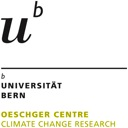 u
b
b
UNIVERSITÄT
BERN
OESCHGER CENTRE
CLIMATE CHANGE RESEARCH